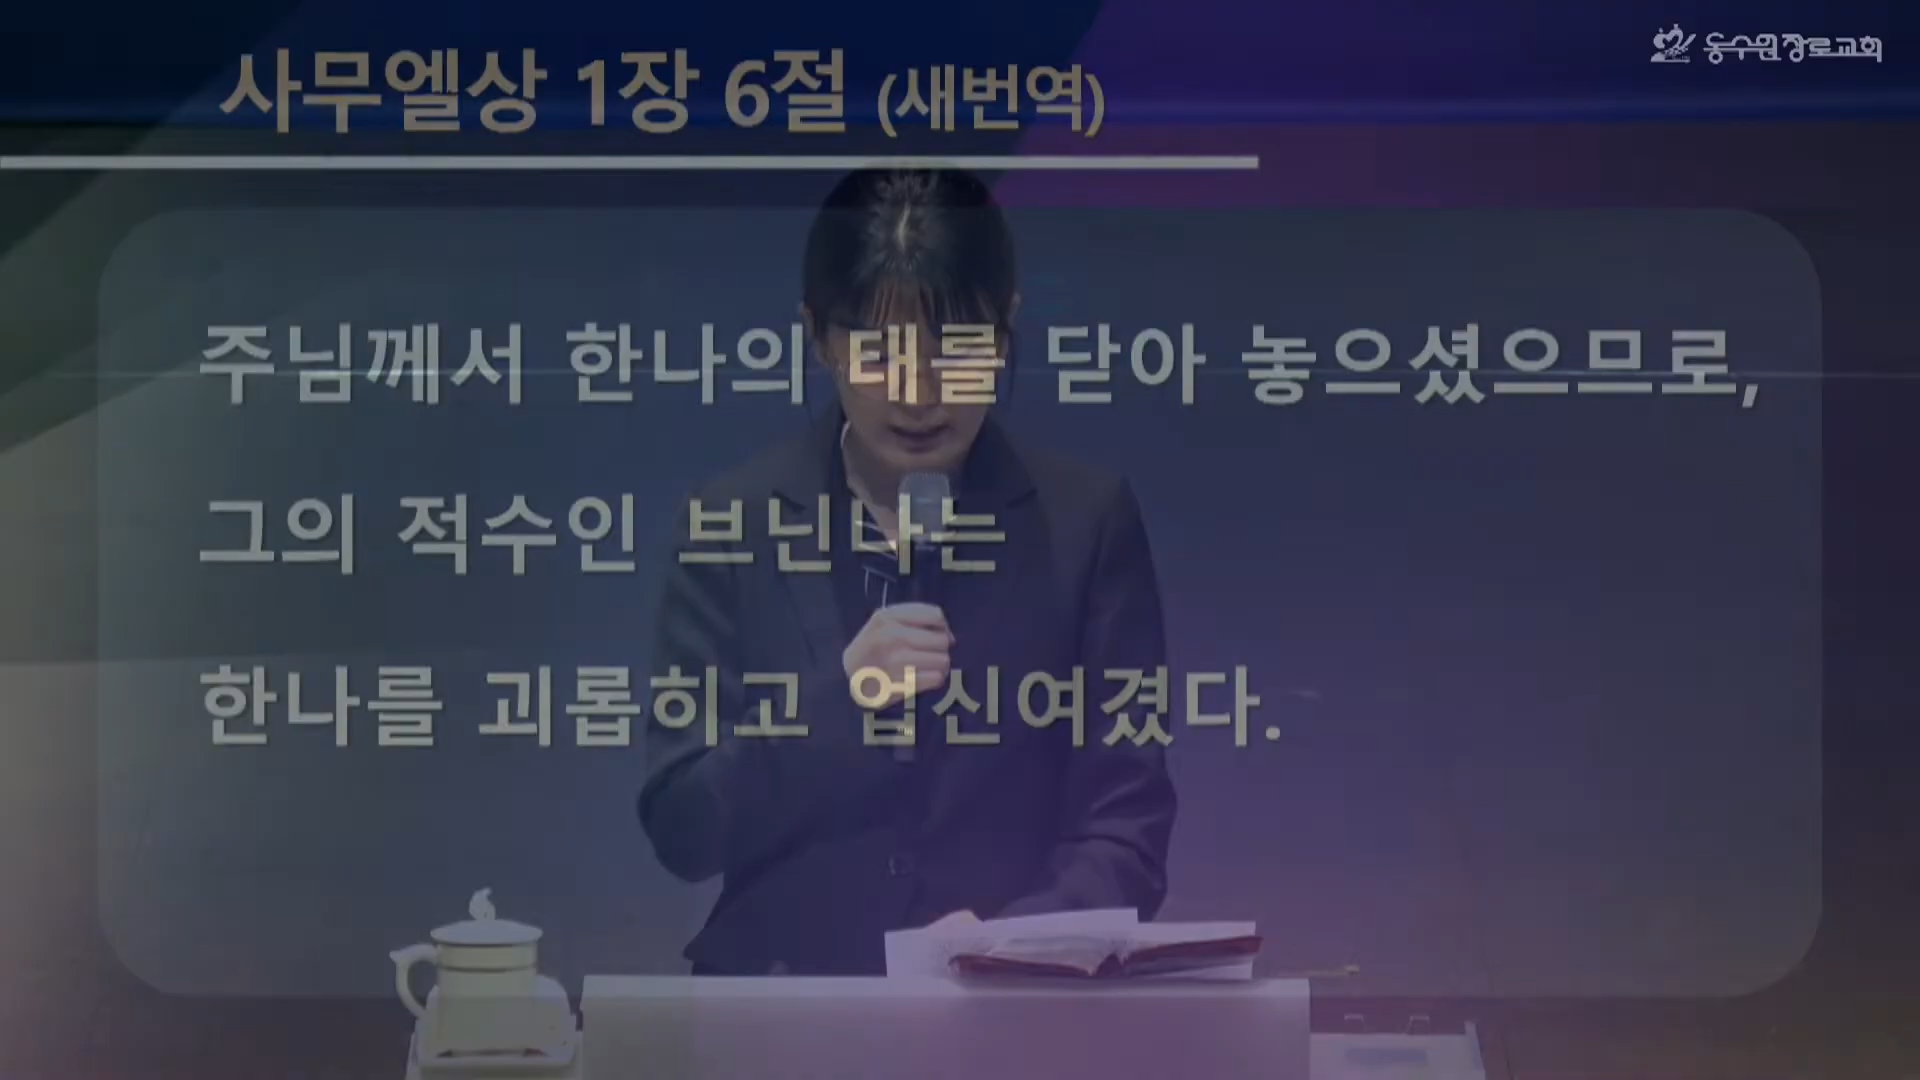 사무엘상 1장 6절 (새번역)
동수원장로교회
주님께서 한나의 태를 닫아 놓으셨으므로,
그의 적수인 브닌나는
한나를 괴롭히고 업신여겼다.